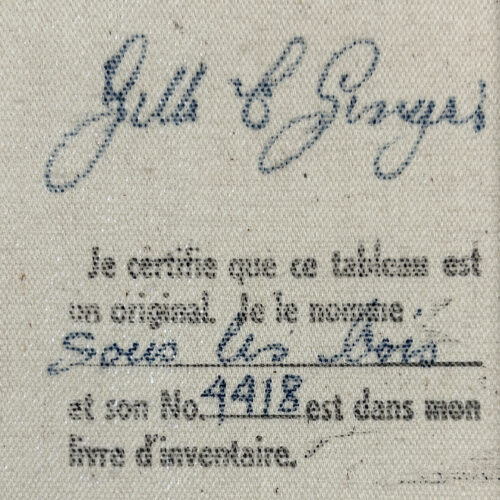 Gilles E Gingras
Je certifie que ce tableau est
un original. Je le nomme
Sous les Bois
et son No. 4418 est dans mon
livre d'inventaire.